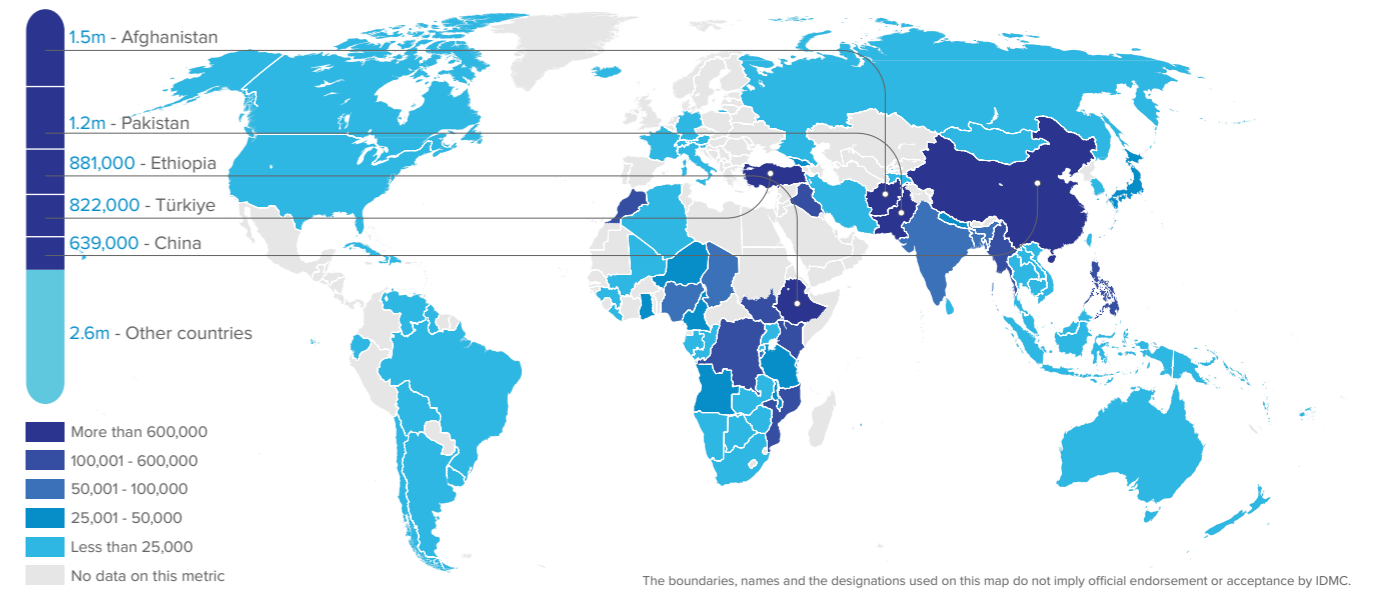 1.5m - Afghanistan
1.2m - Pakistan
881,000 - Ethiopia
822,000 - Türkiye
639,000 - China
2.6m - Other countries
More than 600,000
100,001 - 600,000
50,001 - 100,000
25,001 - 50,000
Less than 25,000
No data on this metric
The boundaries, names and the designations used on this map do not imply official endorsement or acceptance by IDMC.